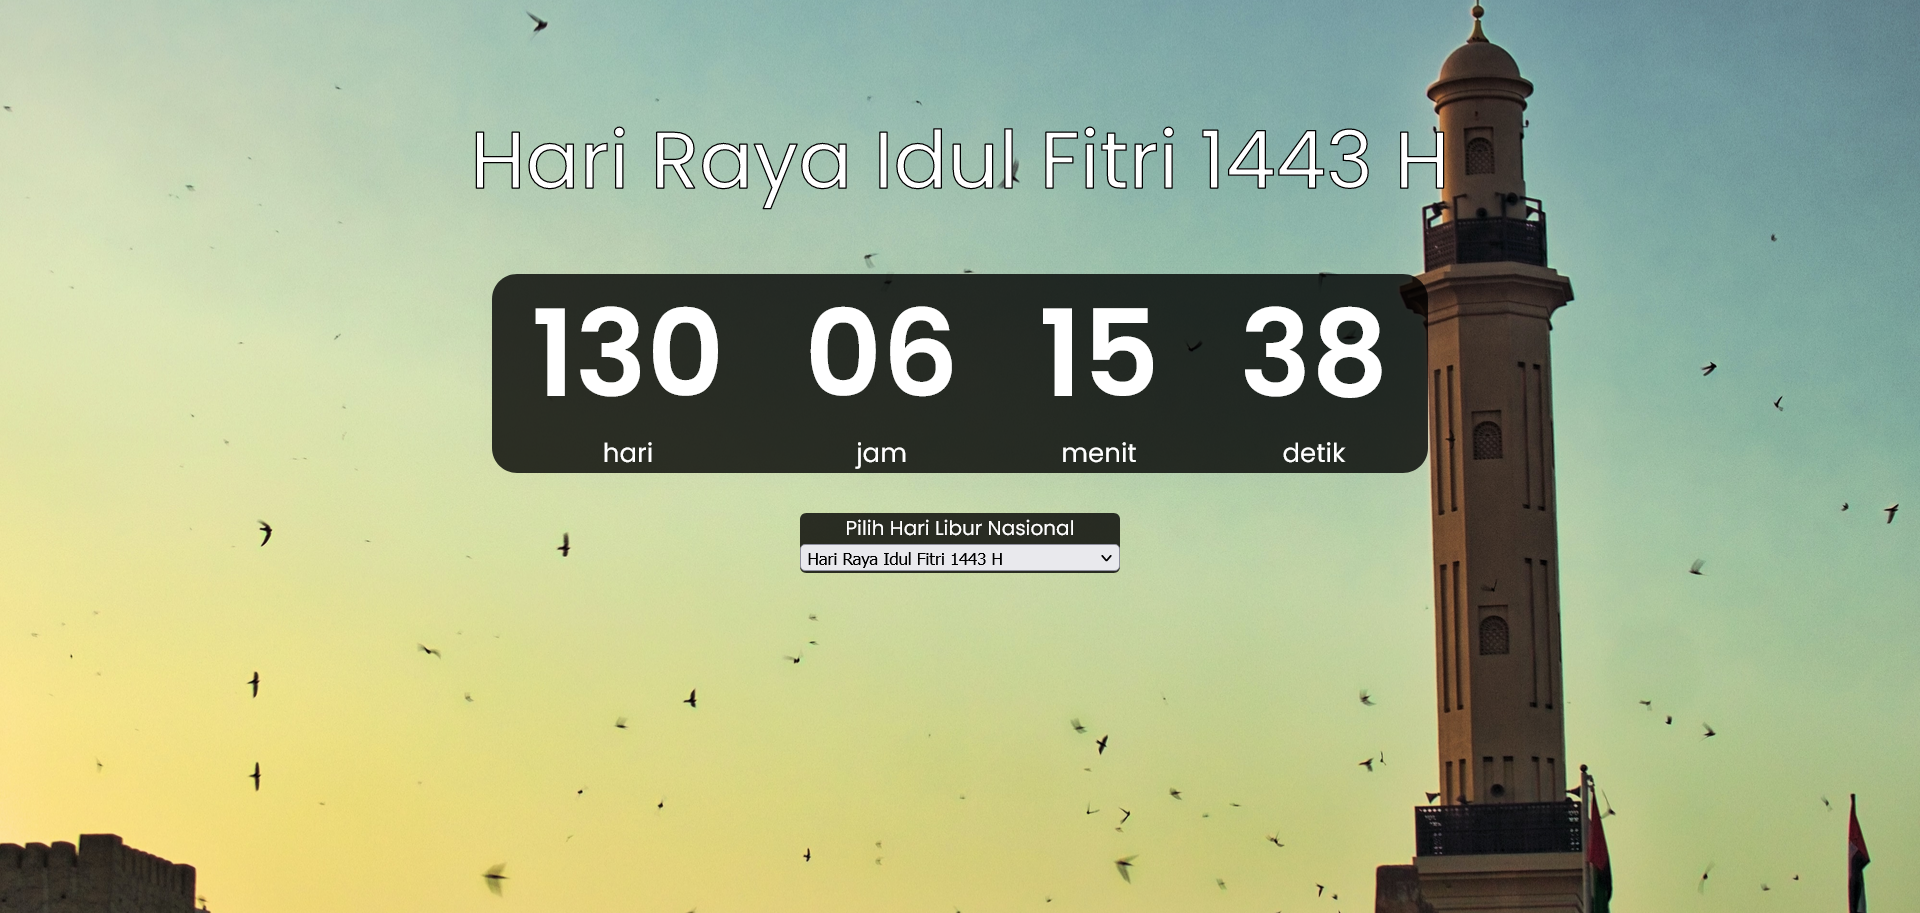 Hari Raya Idul Fitri 1443 H
130 06 15 38
hari jam menit detik
Pilih Hari Libur Nasional
Hari Raya Idul Fitri 1443 H